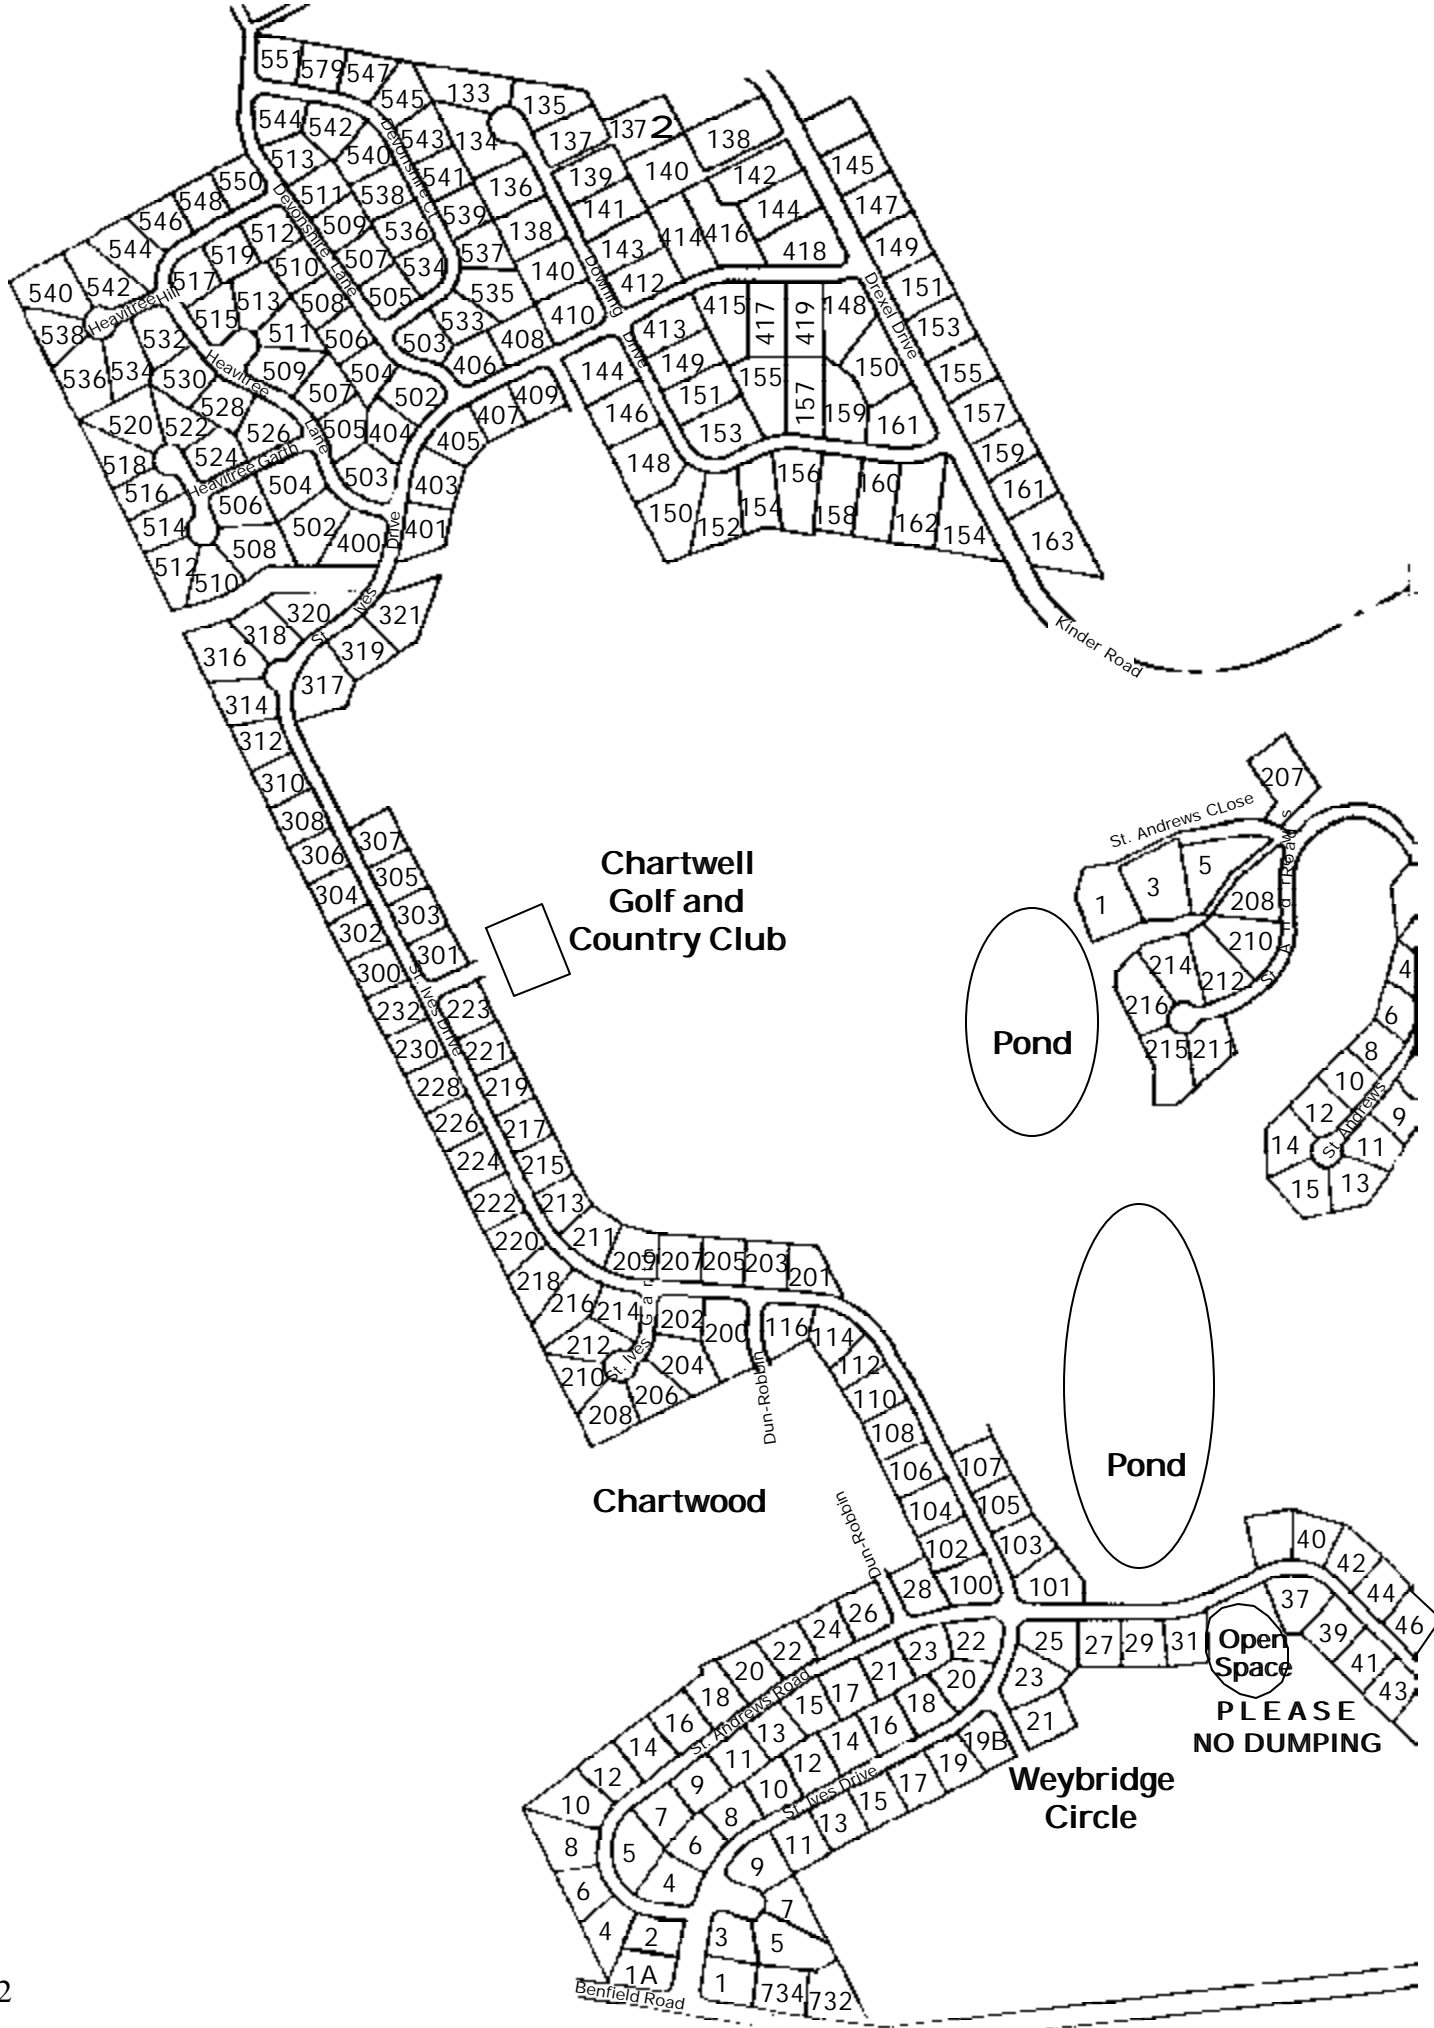 551 579 547
545 133 135
544 542 543 134 137 137 2 138
513 540 541 139 140 142 145
550 511 538 136
548 Devonshire Ct
546 512 509 536 539 138 141 144 147
544 519 Devonshire Lane 510 507 534 537 143 414 416 418 149
540 542 517 513 508 505 535 140 412 415 417 419 148 151
Heavitree Hill 515 533 410 Downing Drive Drexel Drive
538 532 511 506 503 408 413 153
536 534 530 Heavitree Lane 509 504 406 144 149 155 150 155
528 507 502 409 146 151 157 159 157
520 522 526 505 404 407 153 161
518 524 Heavitree Garth 405 148 156 159
516 506 504 503 403 160 161
514 502 401 150 154 158
512 508 400 Drive 152 162 154 163
510
320 Ives 321
318 St. 319 Kinder Road
316
317
314
312
310
308 307
306 305
304 303
302 301
300 St. Ives Drive
232 223
230 221
228 219
226 217
224 215
222 213
220 211
218 209 207 205 203 201
216 214 St. Ives Garth 202 200 116 114
212 204 112
210 206 Dun-Robbin 110
208 108
106 107
104 105
102 103
100 101
Chartwell
Golf and
Country Club
207
St. Andrews CLose
St. Andrews Road
1 3 5 208
210
214 212
216
215 211
Pond
4
6
8
10
12 St. Andrews 9
14 11
15 13
Pond
Chartwood
Dun-Robbin
28
26
24
22
20
18
16
14
12
10
8
6
4
2
1A
St. Andrews Road
22
23
21
17
15
13
11
9
7
5
20
18
16
14
12
10
8
6
4
St. Ives Drive
25 27 29 31
23
21
19B
19
17
15
13
11
9
7
5
3
1
734 732
Benfield Road
40
42
44
46
37
39
41
43
Open
Space
PLEASE
NO DUMPING
Weybridge
Circle
2